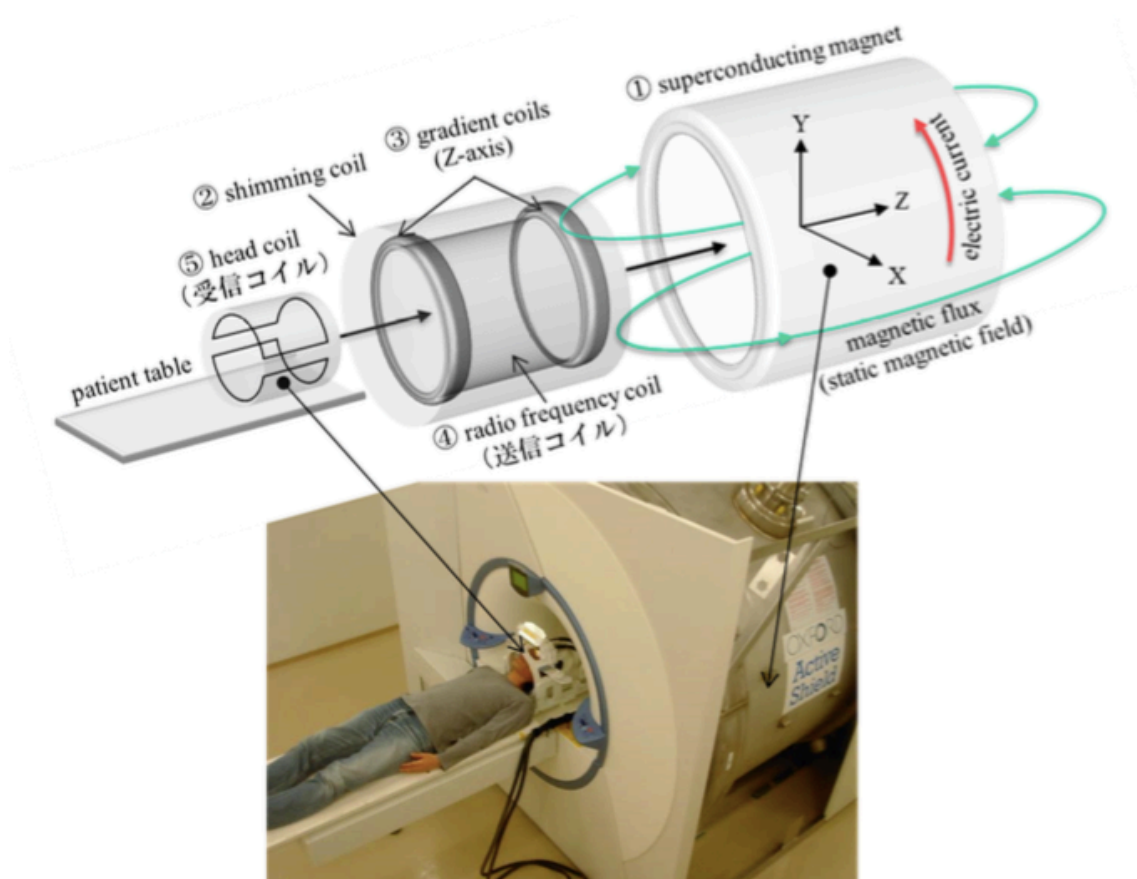 ① superconducting magnet
③ gradient coils
(Z-axis)
② shimming coil
⑤ head coil
(受信コイル)
patient table
④ radio frequency coil
(送信コイル)
Y
Z
X
electric current
magnetic flux
(static magnetic field)
OXFORD
Active
Shield